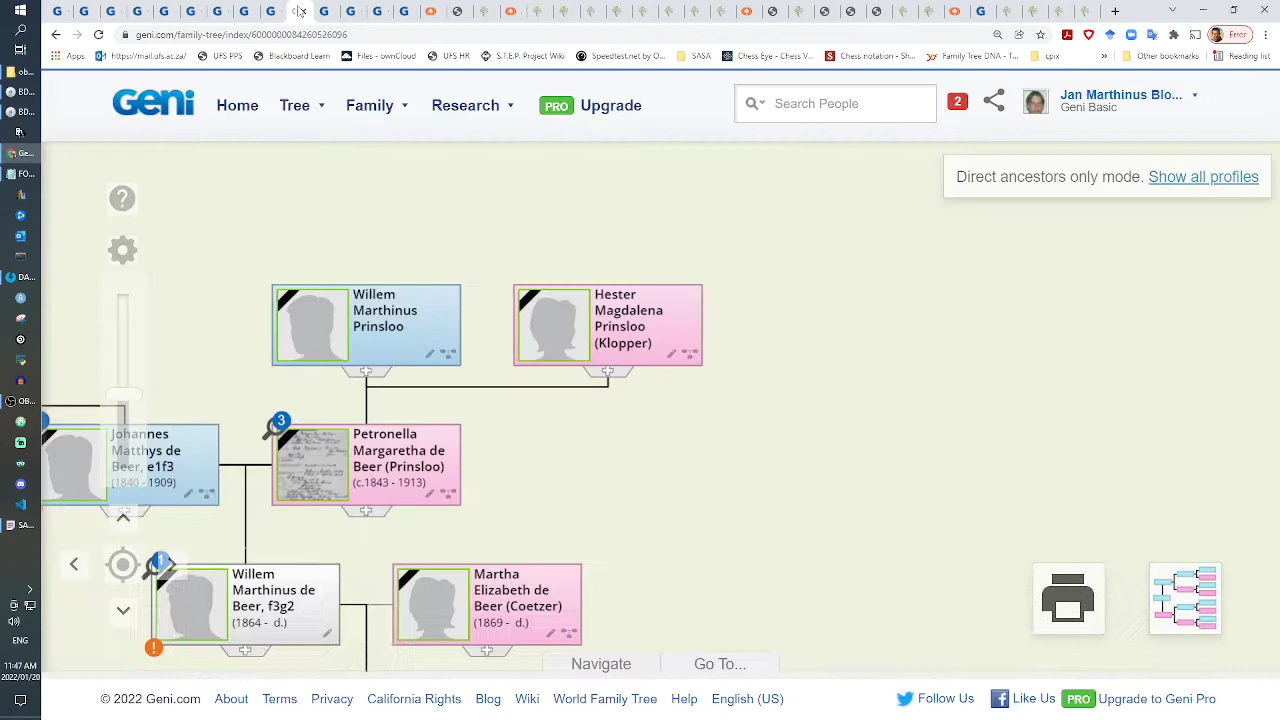 geni.com/family-tree/index/6000000084260526096
Error
Apps
https://mail.ufs.ac.za/
UFS PPS
Blackboard Learn
Files - ownCloud
UFS HR
S.T.E.P. Project Wiki
Speedtest.net by O...
SASA
Chess Eye - Chess V...
Chess notation - Sh...
Family Tree DNA - T...
cpix
»
Other bookmarks
Reading list
Geni
Home
Tree
Family
Research
PRO Upgrade
Search People
2
Jan Marthinus Blo...
Geni Basic
Direct ancestors only mode. Show all profiles
Willem
Marthinus
Prinsloo
Hester
Magdalena
Prinsloo
(Klopper)
Johannes
Matthys de
Beer, e1f3
(1840 - 1909)
3
Petronella
Margaretha de
Beer (Prinsloo)
(c.1843 - 1913)
1
Willem
Marthinus de
Beer, f3g2
(1864 - d.)
Martha
Elizabeth de
Beer (Coetzer)
(1869 - d.)
Navigate
Go To...
© 2022 Geni.com
About
Terms
Privacy
California Rights
Blog
Wiki
World Family Tree
Help
English (US)
Follow Us
Like Us
PRO Upgrade to Geni Pro
ENG
11:47 AM
2022/01/20